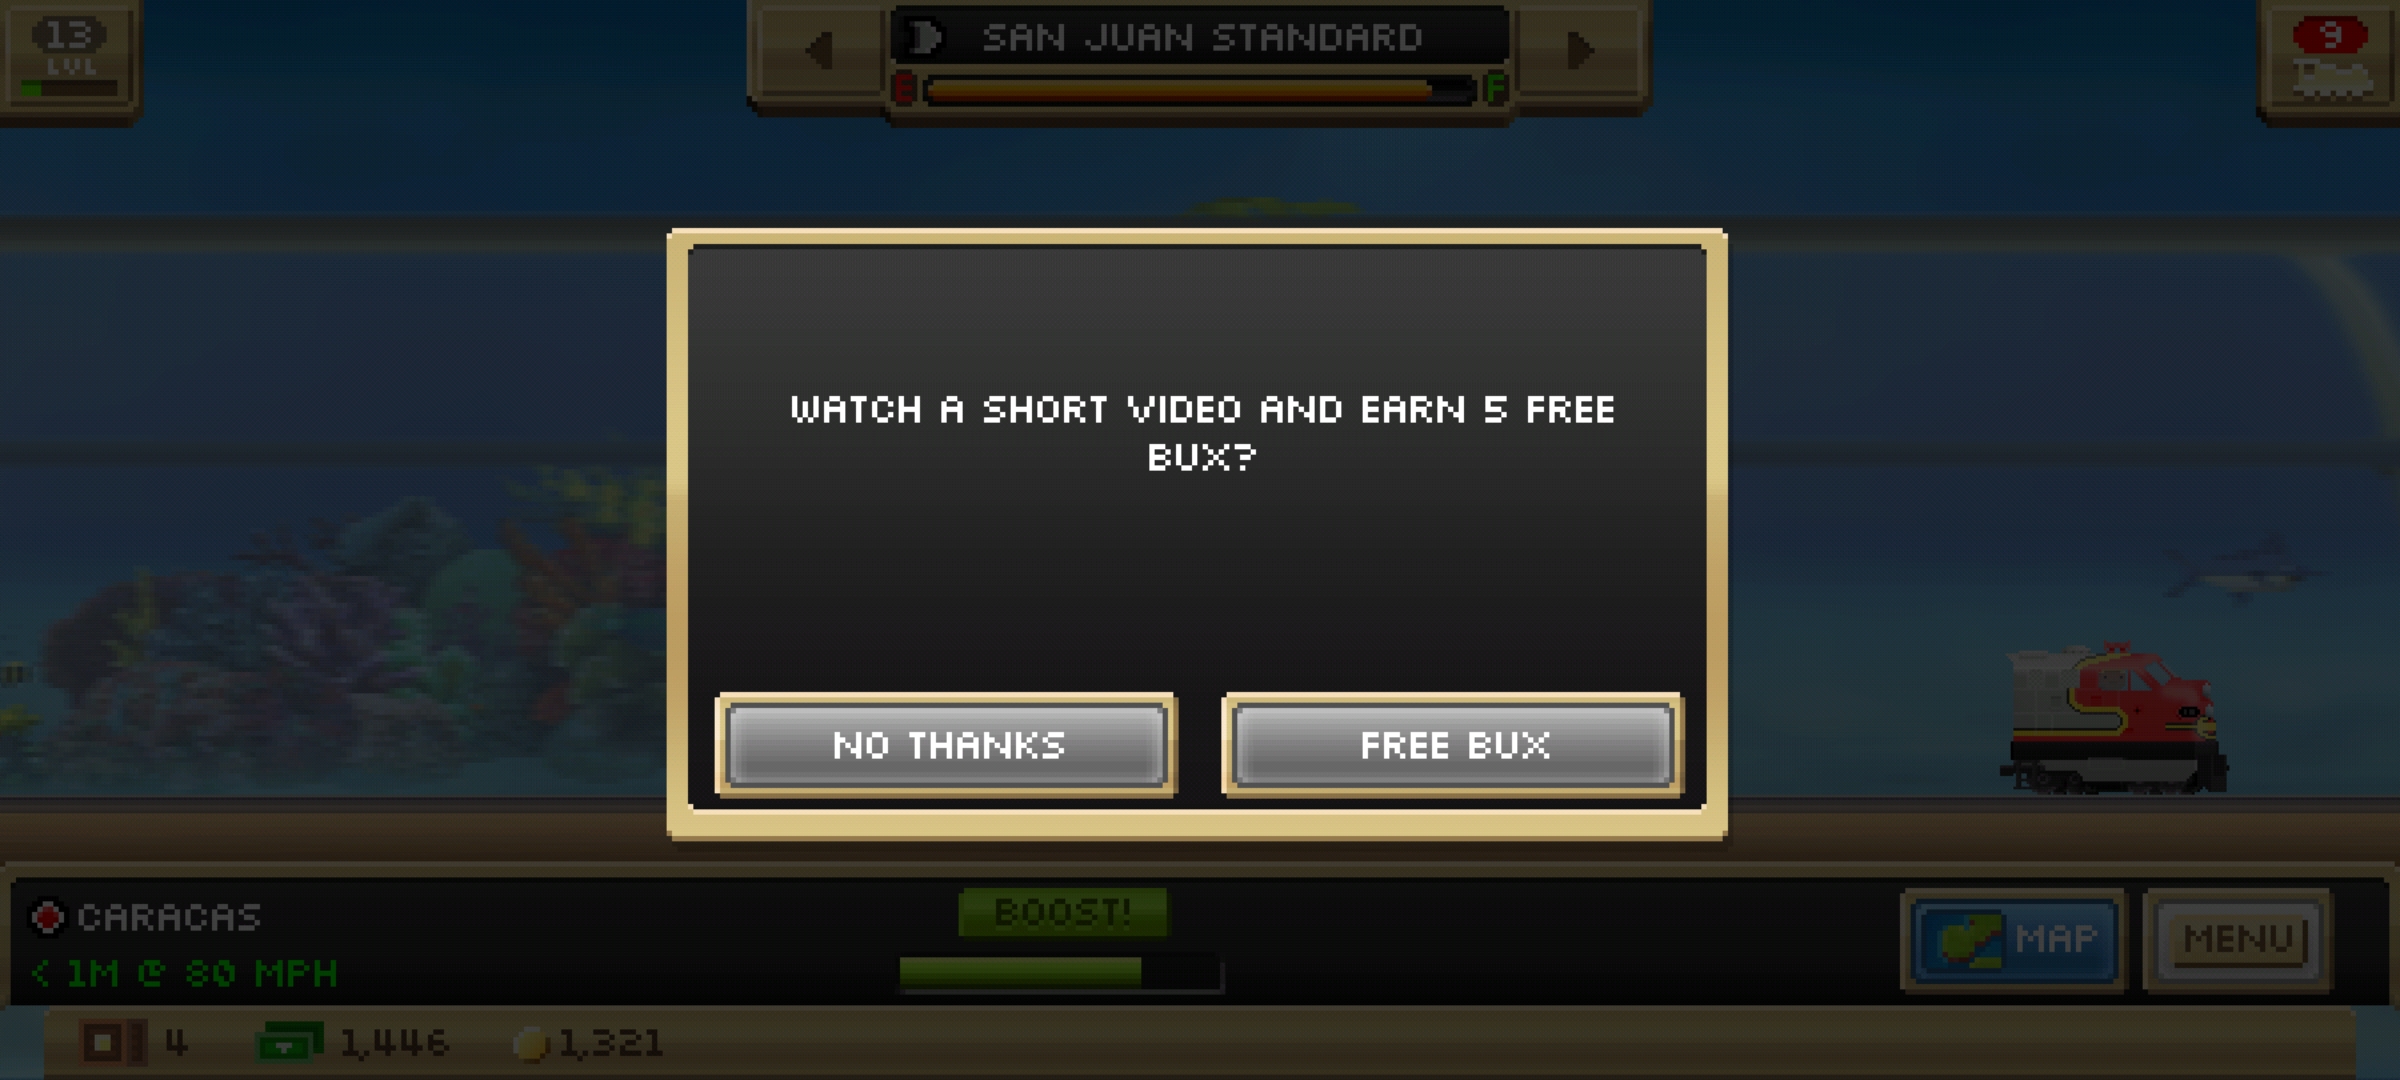 13
LVL
SAN JUAN STANDARD
E F
9
WATCH A SHORT VIDEO AND EARN 5 FREE
BUX?
NO THANKS
FREE BUX
CARACAS
< 1M @ 80 MPH
BOOST!
MAP
MENU
4
1,446
1,321